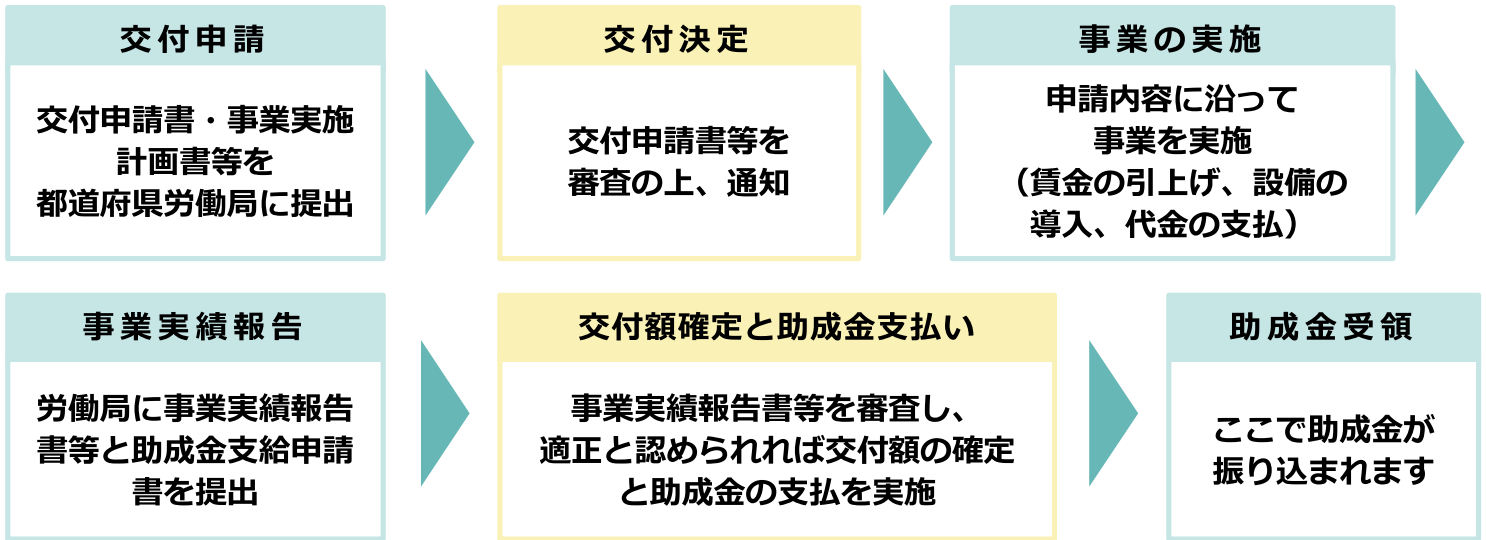 交付申請
交付申請書・事業実施
計画書等を
都道府県労働局に提出
交付決定
交付申請書等を
審査の上、通知
事業の実施
申請内容に沿って
事業を実施
（賃金の引上げ、設備の
導入、代金の支払）
事業実績報告
労働局に事業実績報告
書等と助成金支給申請
書を提出
交付額確定と助成金支払い
事業実績報告書等を審査し、
適正と認められれば交付額の確定
と助成金の支払を実施
助成金受領
ここで助成金が
振り込まれます